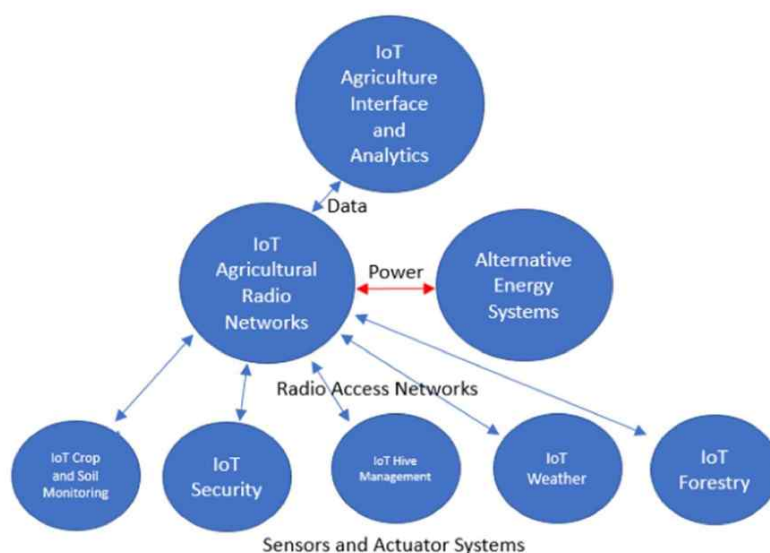 IoT
Agriculture
Interface
and
Analytics
Data
IoT
Agricultural
Radio
Networks
Power
Alternative
Energy
Systems
Radio Access Networks
IoT Crop
and Soil
Monitoring
IoT
Security
IoT Hive
Management
IoT
Weather
IoT
Forestry
Sensors and Actuator Systems